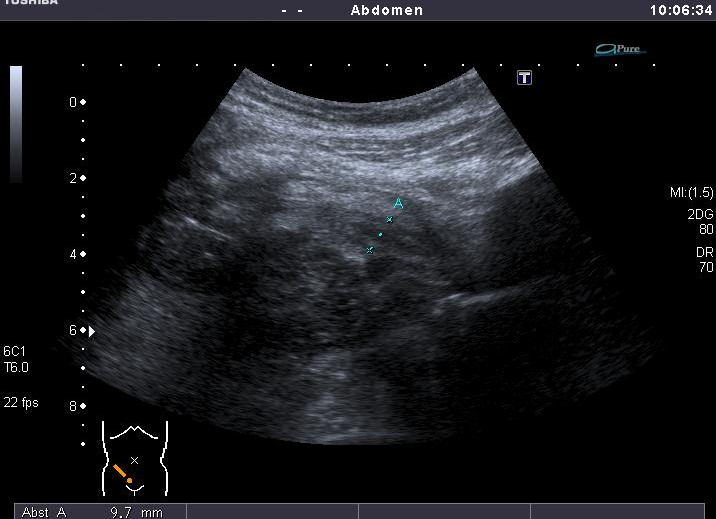 TOSHIBA
- - Abdomen 10:06:34
aPure
T
0
A
2
MI:(1.5)
2DG
80
DR
70
4
6
6C1
T6.0
22 fps
8
Abst A 9.7 mm